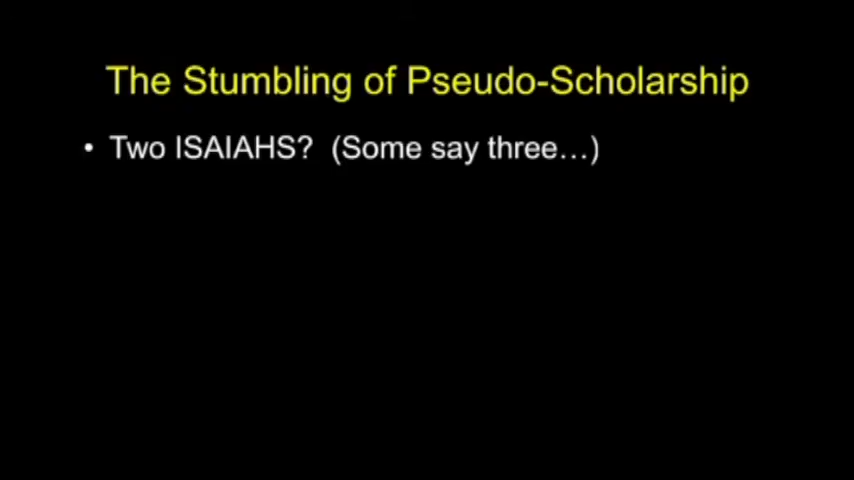 The Stumbling of Pseudo-Scholarship
• Two ISAIAHS? (Some say three…)